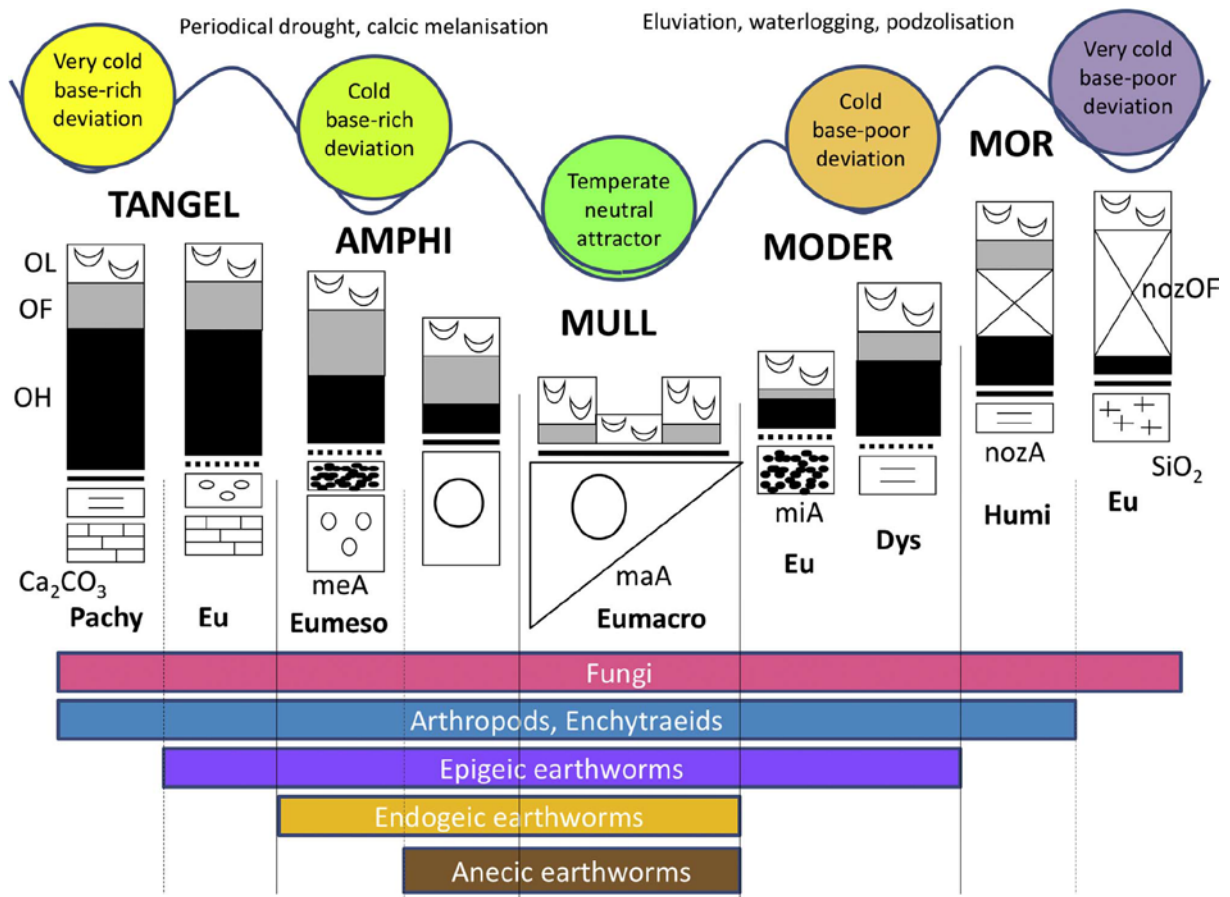 Periodical drought, calcic melanisation
Eluviation, waterlogging, podzolisation
Very cold
base-rich
deviation
Cold
base-rich
deviation
Temperate
neutral
attractor
Cold
base-poor
deviation
Very cold
base-poor
deviation
TANGEL
AMPHI
MULL
MODER
MOR
OL
OF
OH
nozOF
nozA
SiO₂
miA
meA
maA
Ca₂CO₃
Pachy
Eu
Eumeso
Eumacro
Eu
Dys
Humi
Eu
Fungi
Arthropods, Enchytraeids
Epigeic earthworms
Endogeic earthworms
Anecic earthworms